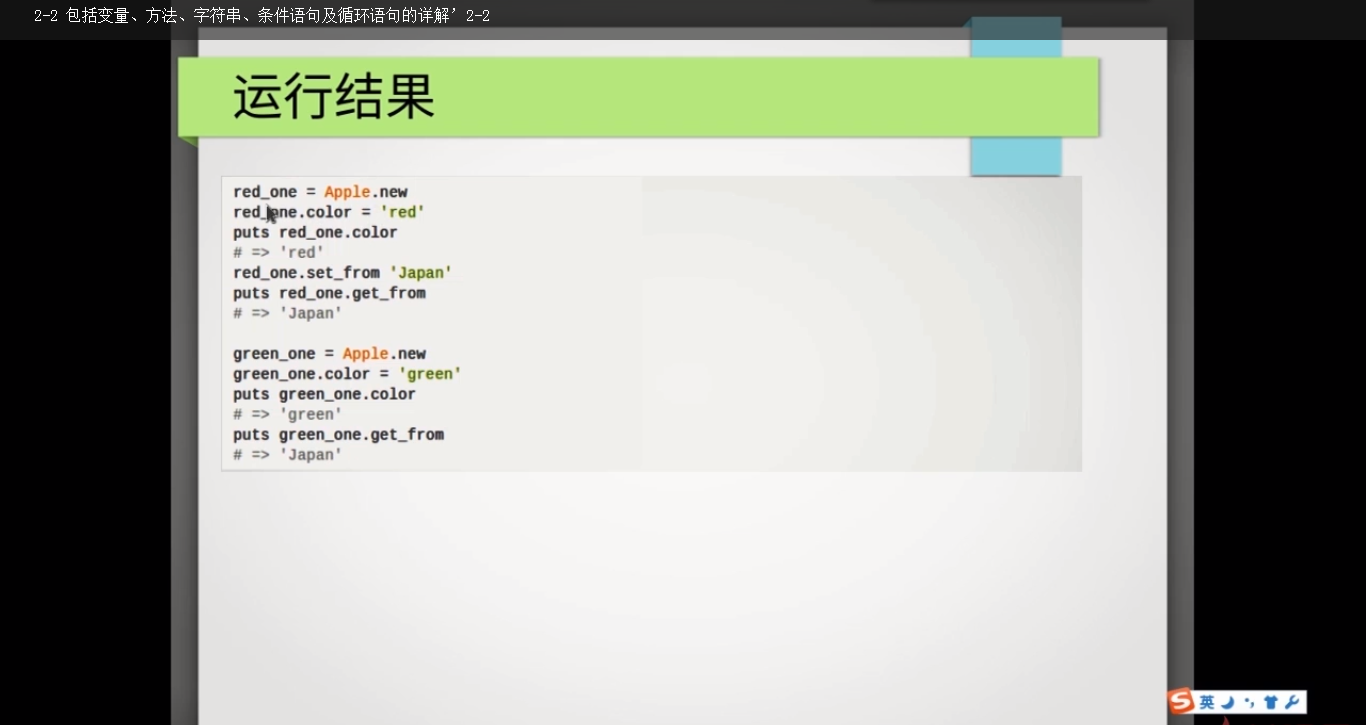 2-2 包括变量、方法、字符串、条件语句及循环语句的详解’2-2
运行结果
red_one = Apple.new
red_one.color = 'red'
puts red_one.color
# => 'red'
red_one.set_from 'Japan'
puts red_one.get_from
# => 'Japan'
green_one = Apple.new
green_one.color = 'green'
puts green_one.color
# => 'green'
puts green_one.get_from
# => 'Japan'
S 英